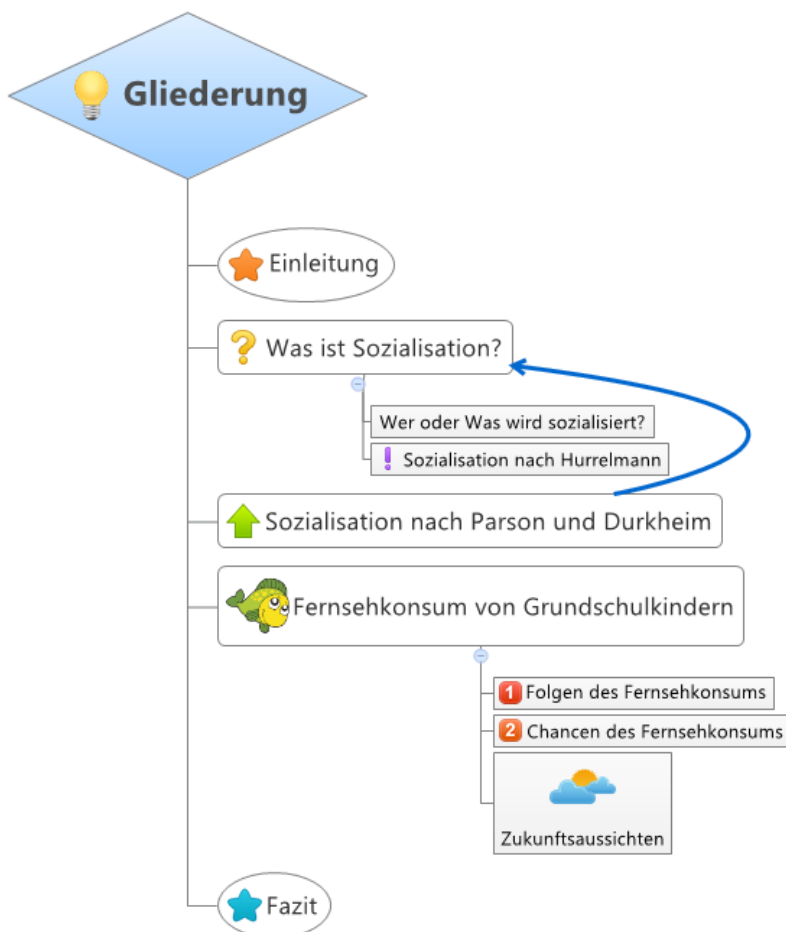 Gliederung
Einleitung
Was ist Sozialisation?
Wer oder Was wird sozialisiert?
Sozialisation nach Hurrelmann
Sozialisation nach Parson und Durkheim
Fernsehkonsum von Grundschulkindern
1 Folgen des Fernsehkonsums
2 Chancen des Fernsehkonsums
Zukunftsaussichten
Fazit